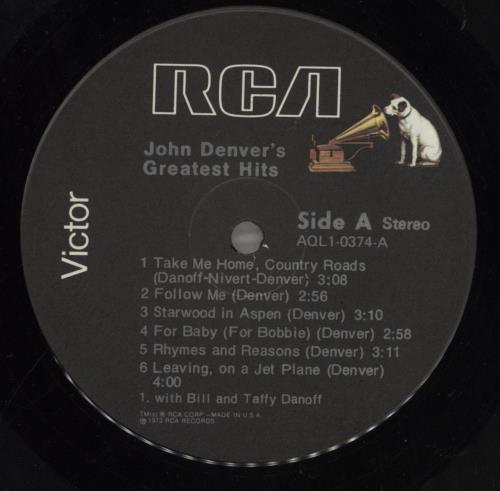 RCA
John Denver's
Greatest Hits
Victor
Side A Stereo
AQL1-0374-A
1 Take Me Home, Country Roads
(Danoff-Nivert-Denver) 3:08
2 Follow Me (Denver) 2:56
3 Starwood in Aspen (Denver) 3:10
4 For Baby (For Bobbie) (Denver) 2:58
5 Rhymes and Reasons (Denver) 3:11
6 Leaving, on a Jet Plane (Denver)
4:00
1. with Bill and Taffy Danoff
TM(s) ® RCA CORP.-MADE IN U.S.A.
℗ 1973 RCA RECORDS